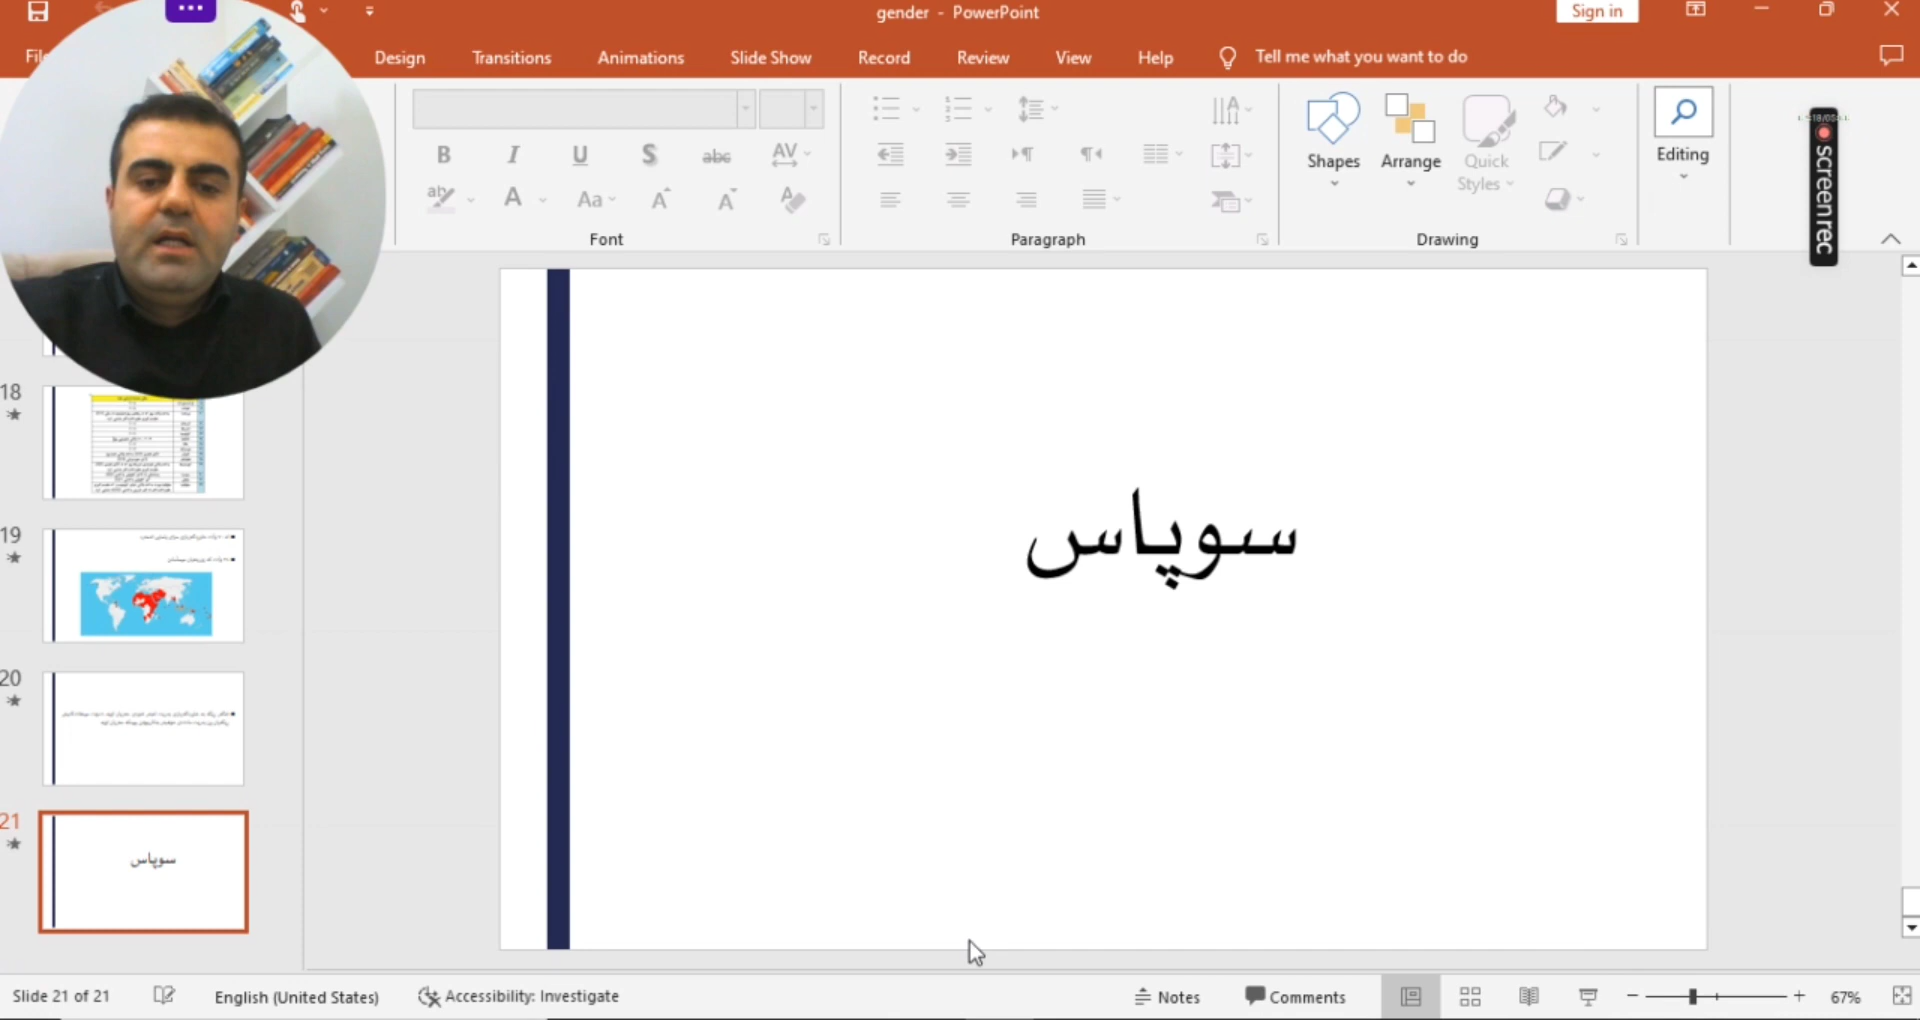 gender - PowerPoint
Sign in
Design
Transitions
Animations
Slide Show
Record
Review
View
Help
Tell me what you want to do
Shapes
Arrange
Quick
Styles
Editing
Font
Paragraph
Drawing
screenrec
سوپاس
18
19
20
21
سوپاس
Slide 21 of 21
English (United States)
Accessibility: Investigate
Notes
Comments
67%